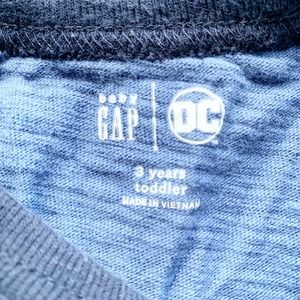 baby
GAP
DC
3 years
toddler
MADE IN VIETNAM